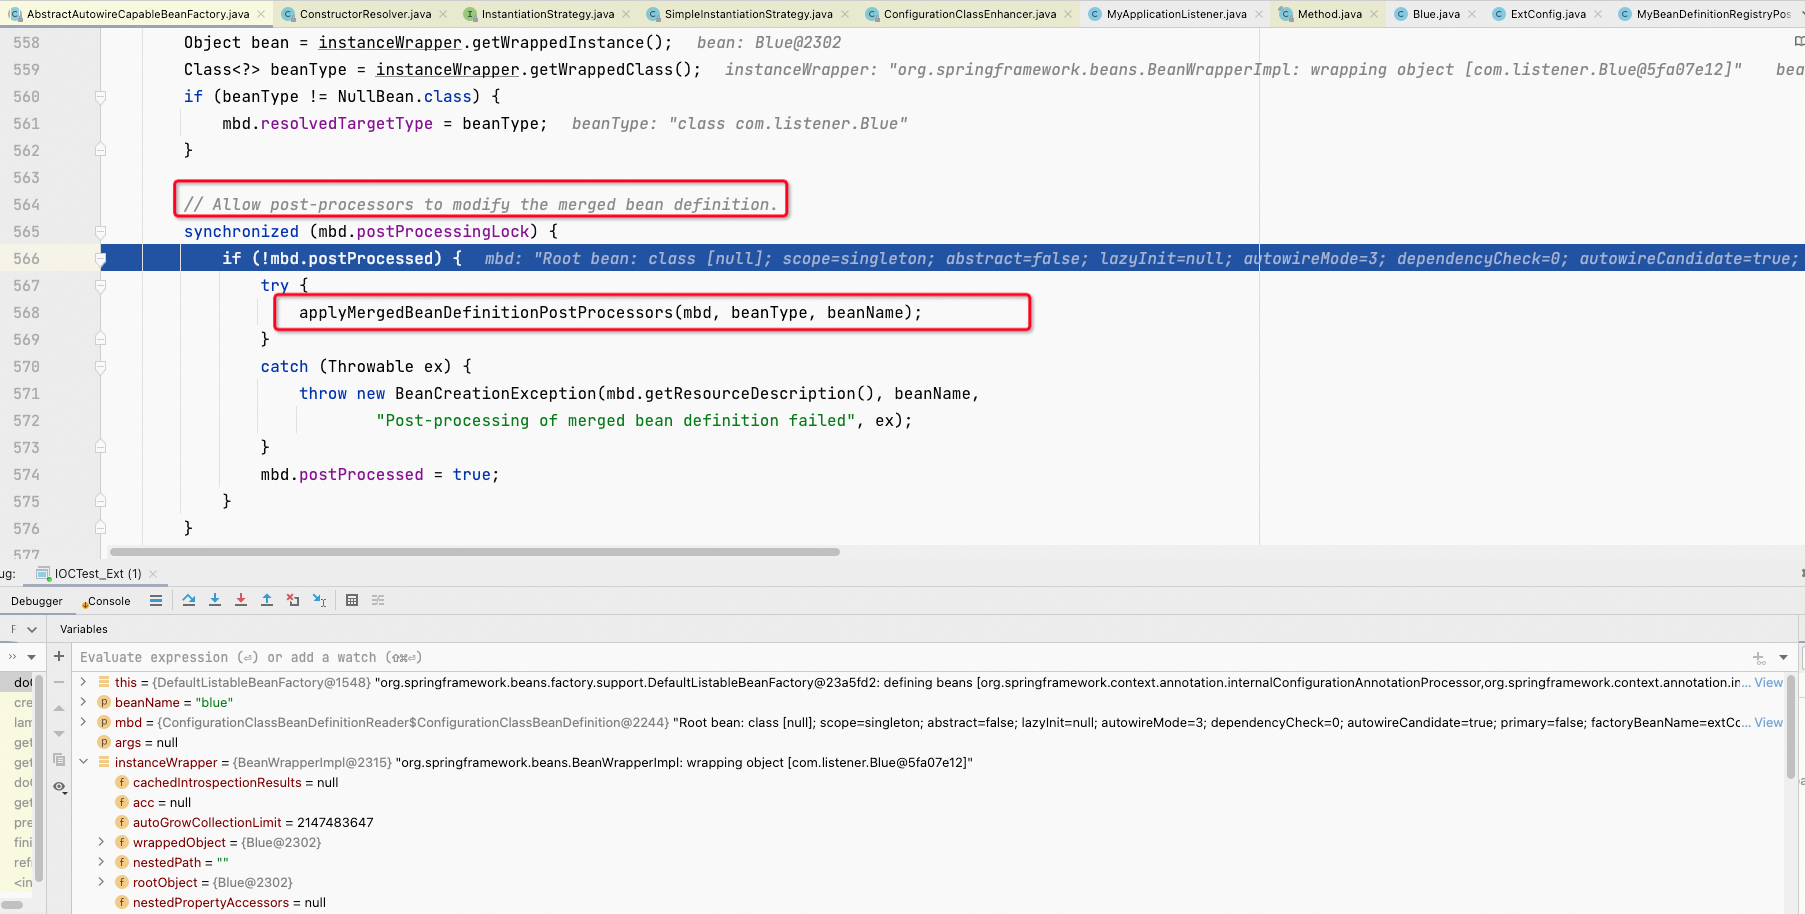 AbstractAutowireCapableBeanFactory.java ConstructorResolver.java InstantiationStrategy.java SimpleInstantiationStrategy.java ConfigurationClassEnhancer.java MyApplicationListener.java Method.java Blue.java ExtConfig.java MyBeanDefinitionRegistryPos
558 Object bean = instanceWrapper.getWrappedInstance(); bean: Blue@2302
559 Class<?> beanType = instanceWrapper.getWrappedClass(); instanceWrapper: "org.springframework.beans.BeanWrapperImpl: wrapping object [com.listener.Blue@5fa07e12]" bea
560 if (beanType != NullBean.class) {
561 mbd.resolvedTargetType = beanType; beanType: "class com.listener.Blue"
562 }
563
564 // Allow post-processors to modify the merged bean definition.
565 synchronized (mbd.postProcessingLock) {
566 if (!mbd.postProcessed) { mbd: "Root bean: class [null]; scope=singleton; abstract=false; lazyInit=null; autowireMode=3; dependencyCheck=0; autowireCandidate=true;
567 try {
568 applyMergedBeanDefinitionPostProcessors(mbd, beanType, beanName);
569 }
570 catch (Throwable ex) {
571 throw new BeanCreationException(mbd.getResourceDescription(), beanName,
572 "Post-processing of merged bean definition failed", ex);
573 }
574 mbd.postProcessed = true;
575 }
576 }
577
ug: IOCTest_Ext (1)
Debugger Console
F Variables
Evaluate expression (⏎) or add a watch (⇧⌘⏎)
do( this = {DefaultListableBeanFactory@1548} "org.springframework.beans.factory.support.DefaultListableBeanFactory@23a5fd2: defining beans [org.springframework.context.annotation.internalConfigurationAnnotationProcessor,org.springframework.context.annotation.in... View
cre beanName = "blue"
lam mbd = {ConfigurationClassBeanDefinitionReader$ConfigurationClassBeanDefinition@2244} "Root bean: class [null]; scope=singleton; abstract=false; lazyInit=null; autowireMode=3; dependencyCheck=0; autowireCandidate=true; primary=false; factoryBeanName=extCo... View
get args = null
get instanceWrapper = {BeanWrapperImpl@2315} "org.springframework.beans.BeanWrapperImpl: wrapping object [com.listener.Blue@5fa07e12]"
do( cachedIntrospectionResults = null
get acc = null
pre autoGrowCollectionLimit = 2147483647
fini wrappedObject = {Blue@2302}
ref nestedPath = ""
<in rootObject = {Blue@2302}
nestedPropertyAccessors = null